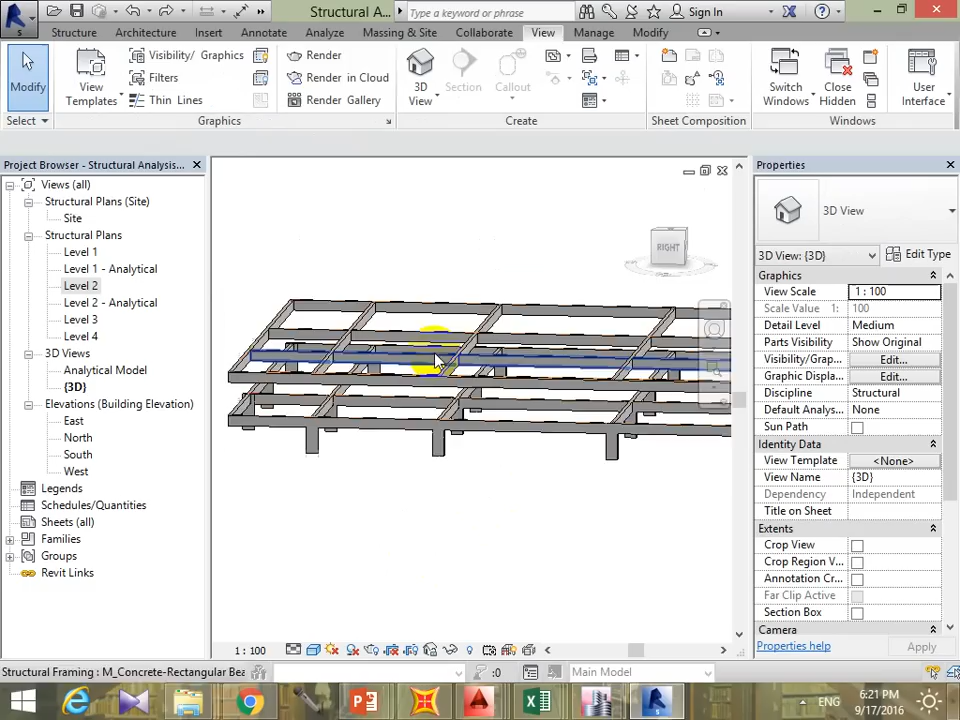 Structural A...
Type a keyword or phrase
Sign In
Structure Architecture Insert Annotate Analyze Massing & Site Collaborate View Manage Modify
Modify
Select
View Templates
Visibility/ Graphics
Filters
Thin Lines
Graphics
Render
Render in Cloud
Render Gallery
3D View
Section
Callout
Create
Sheet Composition
Switch Windows
Close Hidden
Windows
User Interface
Project Browser - Structural Analysis...
Views (all)
Structural Plans (Site)
Site
Structural Plans
Level 1
Level 1 - Analytical
Level 2
Level 2 - Analytical
Level 3
Level 4
3D Views
Analytical Model
{3D}
Elevations (Building Elevation)
East
North
South
West
Legends
Schedules/Quantities
Sheets (all)
Families
Groups
Revit Links
RIGHT
1 : 100
Properties
3D View
3D View: {3D}
Edit Type
Graphics
View Scale 1 : 100
Scale Value 1: 100
Detail Level Medium
Parts Visibility Show Original
Visibility/Grap... Edit...
Graphic Displa... Edit...
Discipline Structural
Default Analys... None
Sun Path
Identity Data
View Template <None>
View Name {3D}
Dependency Independent
Title on Sheet
Extents
Crop View
Crop Region V...
Annotation Cr...
Far Clip Active
Section Box
Camera
Properties help
Apply
Structural Framing : M_Concrete-Rectangular Bea
:0
Main Model
ENG
6:21 PM
9/17/2016